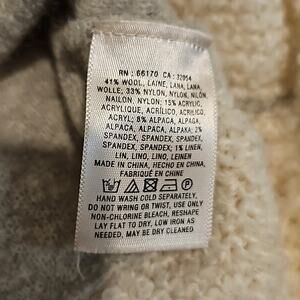 RN : 66170 CA : 32054
41% WOOL, LAINE, LANA, LANA,
WOLLE; 33% NYLON, NYLON, NILÓN,
NAILON, NYLON; 15% ACRYLIC,
ACRYLIQUE, ACRÍLICO, ACRILICO,
ACRYL; 8% ALPACA, ALPAGA,
ALPACA, ALPACA, ALPAKA; 2%
SPANDEX, SPANDEX, SPANDEX,
SPANDEX, SPANDEX; 1% LINEN,
LIN, LINO, LINO, LEINEN
MADE IN CHINA, HECHO EN CHINA,
FABRIQUÉ EN CHINE
HAND WASH COLD SEPARATELY,
DO NOT WRING OR TWIST, USE ONLY
NON-CHLORINE BLEACH, RESHAPE
LAY FLAT TO DRY, LOW IRON AS
NEEDED, MAY BE DRY CLEANED